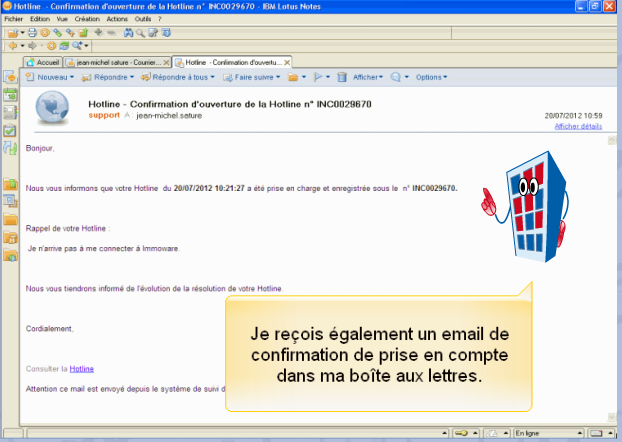 Hotline - Confirmation d'ouverture de la Hotline n° INC0029670 - IBM Lotus Notes
Fichier Edition Vue Création Actions Outils ?
Accueil jean-michel sature - Courrier... Hotline - Confirmation d'ouvertu...
Nouveau Répondre Répondre à tous Faire suivre Afficher Options
Hotline - Confirmation d'ouverture de la Hotline n° INC0029670
support A jean-michel.sature
20/07/2012 10:59
Afficher détails
Bonjour,
Nous vous informons que votre Hotline du 20/07/2012 10:21:27 a été prise en charge et enregistrée sous le n° INC0029670.
Rappel de votre Hotline :
Je n'arrive pas à me connecter à Immoware.
Nous vous tiendrons informé de l'évolution de la résolution de votre Hotline.
Cordialement,
Consulter la Hotline
Attention ce mail est envoyé depuis le système de suivi d
Je reçois également un email de
confirmation de prise en compte
dans ma boîte aux lettres.
En ligne